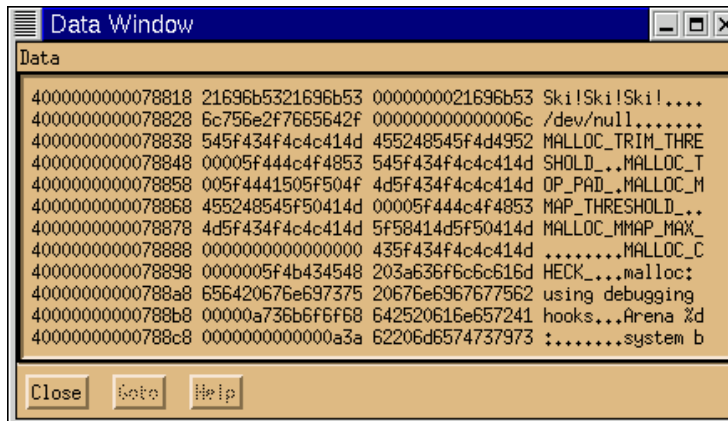 Data Window
Data
4000000000078818 21696b5321696b53 0000000021696b53 Ski!Ski!Ski!....
4000000000078828 6c756e2f7665642f 000000000000006c /dev/null.......
4000000000078838 545f434f4c4c414d 455248545f4d4952 MALLOC_TRIM_THRE
4000000000078848 00005f444c4f4853 545f434f4c4c414d SHOLD_..MALLOC_T
4000000000078858 005f4441505f504f 4d5f434f4c4c414d OP_PAD_.MALLOC_M
4000000000078868 455248545f50414d 00005f444c4f4853 MAP_THRESHOLD_..
4000000000078878 4d5f434f4c4c414d 5f58414d5f50414d MALLOC_MMAP_MAX_
4000000000078888 0000000000000000 435f434f4c4c414d ........MALLOC_C
4000000000078898 0000005f4b434548 203a636f6c6c616d HECK_...malloc:
40000000000788a8 656420676e697375 20676e6967677562 using debugging
40000000000788b8 00000a736b6f6f68 642520616e657241 hooks...Arena %d
40000000000788c8 0000000000000a3a 62206d6574737973 :.......system b
Close Goto Help